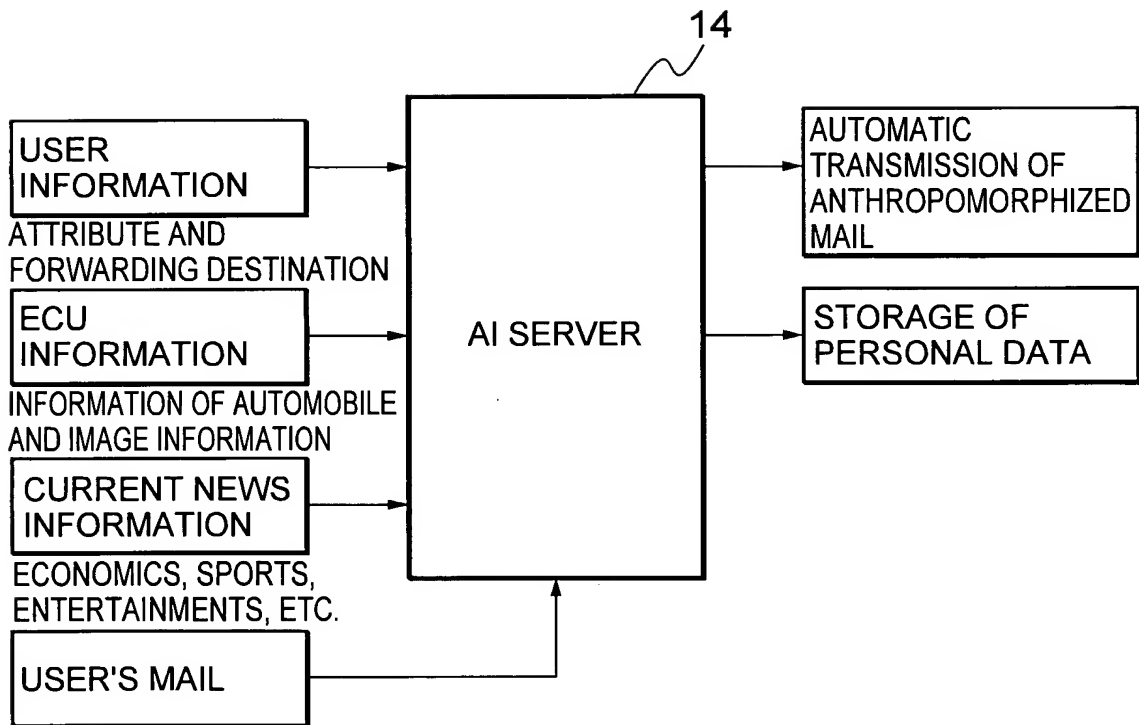 14
USER
INFORMATION
ATTRIBUTE AND
FORWARDING DESTINATION
ECU
INFORMATION
INFORMATION OF AUTOMOBILE
AND IMAGE INFORMATION
CURRENT NEWS
INFORMATION
ECONOMICS, SPORTS,
ENTERTAINMENTS, ETC.
USER'S MAIL
AI SERVER
AUTOMATIC
TRANSMISSION OF
ANTHROPOMORPHIZED
MAIL
STORAGE OF
PERSONAL DATA